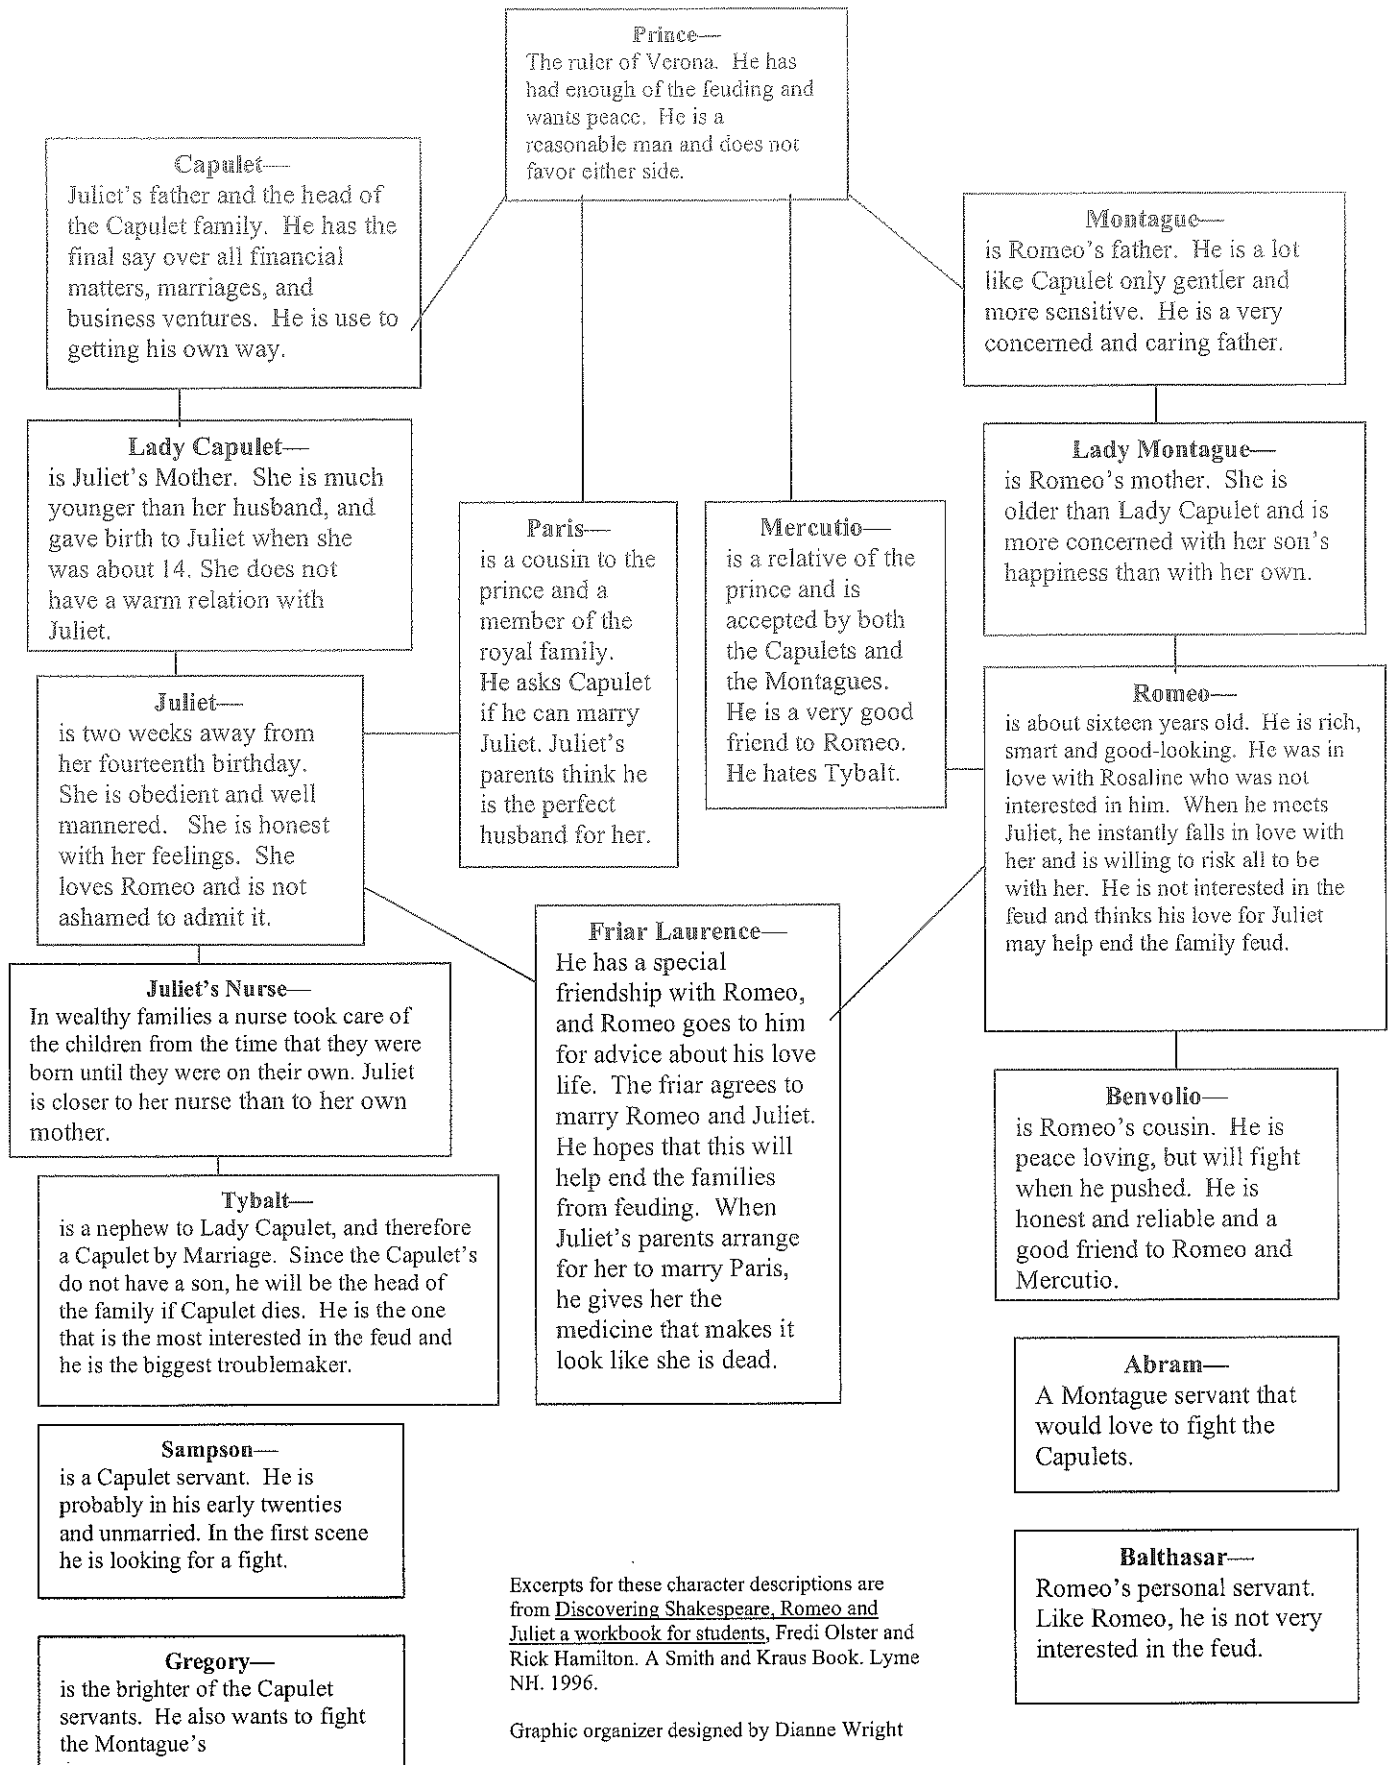 Prince—
The ruler of Verona.  He has
had enough of the feuding and
wants peace.  He is a
reasonable man and does not
favor either side.
Capulet—
Juliet's father and the head of
the Capulet family.  He has the
final say over all financial
matters, marriages, and
business ventures.  He is use to
getting his own way.
Montague—
is Romeo's father.  He is a lot
like Capulet only gentler and
more sensitive.  He is a very
concerned and caring father.
Lady Capulet—
is Juliet's Mother.  She is much
younger than her husband, and
gave birth to Juliet when she
was about 14. She does not
have a warm relation with
Juliet.
Lady Montague—
is Romeo's mother.  She is
older than Lady Capulet and is
more concerned with her son's
happiness than with her own.
Paris—
is a cousin to the
prince and a
member of the
royal family.
He asks Capulet
if he can marry
Juliet. Juliet's
parents think he
is the perfect
husband for her.
Mercutio—
is a relative of the
prince and is
accepted by both
the Capulets and
the Montagues.
He is a very good
friend to Romeo.
He hates Tybalt.
Juliet—
is two weeks away from
her fourteenth birthday.
She is obedient and well
mannered.   She is honest
with her feelings.  She
loves Romeo and is not
ashamed to admit it.
Romeo—
is about sixteen years old.  He is rich,
smart and good-looking.  He was in
love with Rosaline who was not
interested in him.  When he meets
Juliet, he instantly falls in love with
her and is willing to risk all to be
with her.  He is not interested in the
feud and thinks his love for Juliet
may help end the family feud.
Juliet's Nurse—
In wealthy families a nurse took care of
the children from the time that they were
born until they were on their own. Juliet
is closer to her nurse than to her own
mother.
Friar Laurence—
He has a special
friendship with Romeo,
and Romeo goes to him
for advice about his love
life.  The friar agrees to
marry Romeo and Juliet.
He hopes that this will
help end the families
from feuding.  When
Juliet's parents arrange
for her to marry Paris,
he gives her the
medicine that makes it
look like she is dead.
Benvolio—
is Romeo's cousin.  He is
peace loving, but will fight
when he pushed.  He is
honest and reliable and a
good friend to Romeo and
Mercutio.
Tybalt—
is a nephew to Lady Capulet, and therefore
a Capulet by Marriage.  Since the Capulet's
do not have a son, he will be the head of
the family if Capulet dies.  He is the one
that is the most interested in the feud and
he is the biggest troublemaker.
Abram—
A Montague servant that
would love to fight the
Capulets.
Sampson—
is a Capulet servant.  He is
probably in his early twenties
and unmarried. In the first scene
he is looking for a fight.
Balthasar—
Romeo's personal servant.
Like Romeo, he is not very
interested in the feud.
Gregory—
is the brighter of the Capulet
servants.  He also wants to fight
the Montague's
Excerpts for these character descriptions are
from Discovering Shakespeare, Romeo and
Juliet a workbook for students, Fredi Olster and
Rick Hamilton. A Smith and Kraus Book. Lyme
NH. 1996.
Graphic organizer designed by Dianne Wright